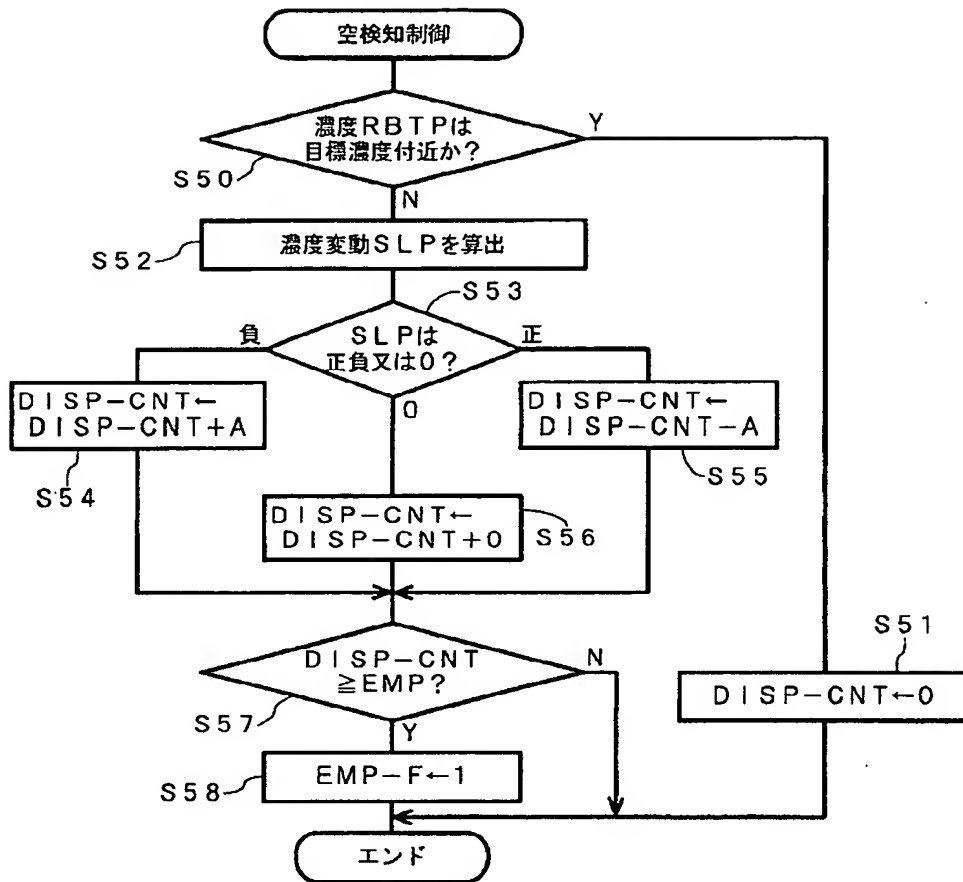 空検知制御
濃度RBTPは
目標濃度付近か?
Y
S50
N
濃度変動SLPを算出
S52
S53
負
SLPは
正負又は0?
正
0
DISP-CNT←
DISP-CNT+A
S54
DISP-CNT←
DISP-CNT-A
S55
DISP-CNT←
DISP-CNT+0
S56
DISP-CNT
≧EMP?
N
S57
Y
S51
DISP-CNT←0
EMP-F←1
S58
エンド